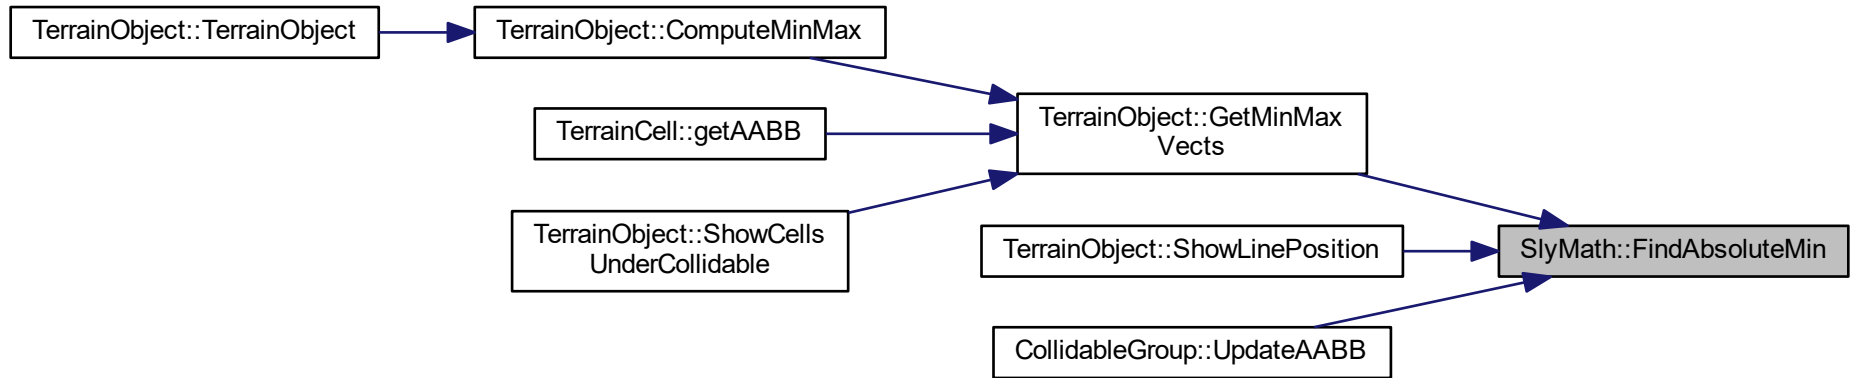 TerrainObject::TerrainObject
TerrainObject::ComputeMinMax
TerrainObject::GetMinMax
Vects
TerrainCell::getAABB
TerrainObject::ShowCells
UnderCollidable
TerrainObject::ShowLinePosition
SlyMath::FindAbsoluteMin
CollidableGroup::UpdateAABB